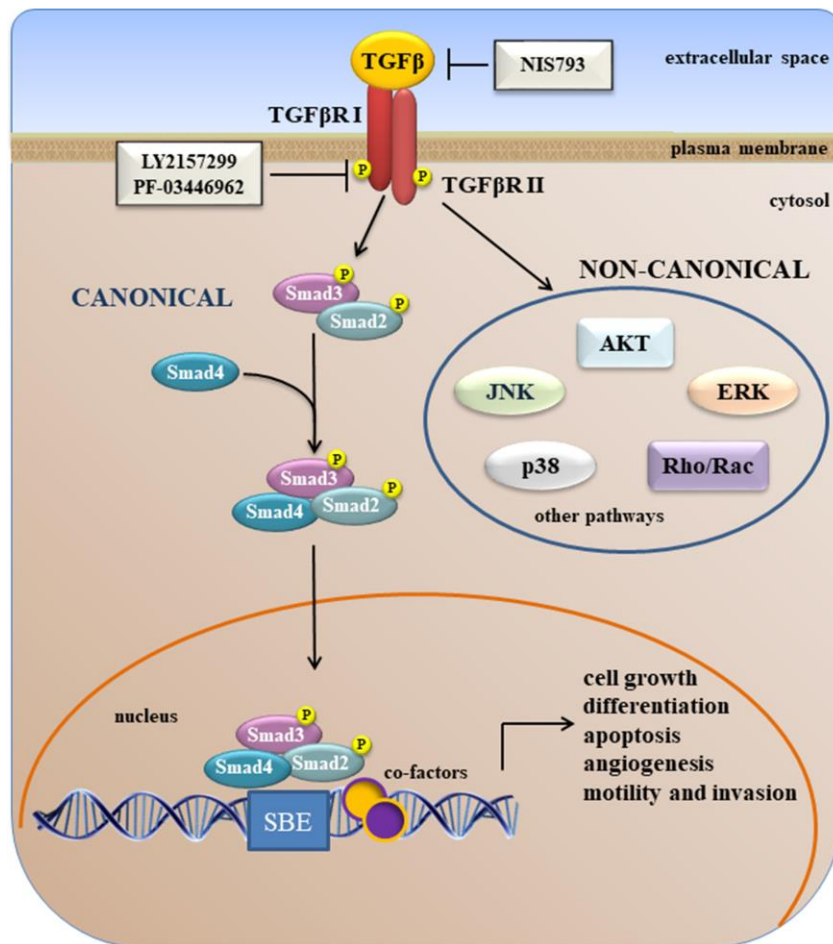 TGFβ
NIS793
extracellular space
TGFβR I
plasma membrane
LY2157299
PF-03446962
P
P
TGFβR II
cytosol
NON-CANONICAL
CANONICAL
P
Smad3
P
Smad2
AKT
Smad4
JNK
ERK
P
Smad3
P
Smad4
Smad2
p38
Rho/Rac
other pathways
cell growth
differentiation
apoptosis
angiogenesis
motility and invasion
nucleus
P
Smad3
P
Smad4
Smad2
co-factors
SBE